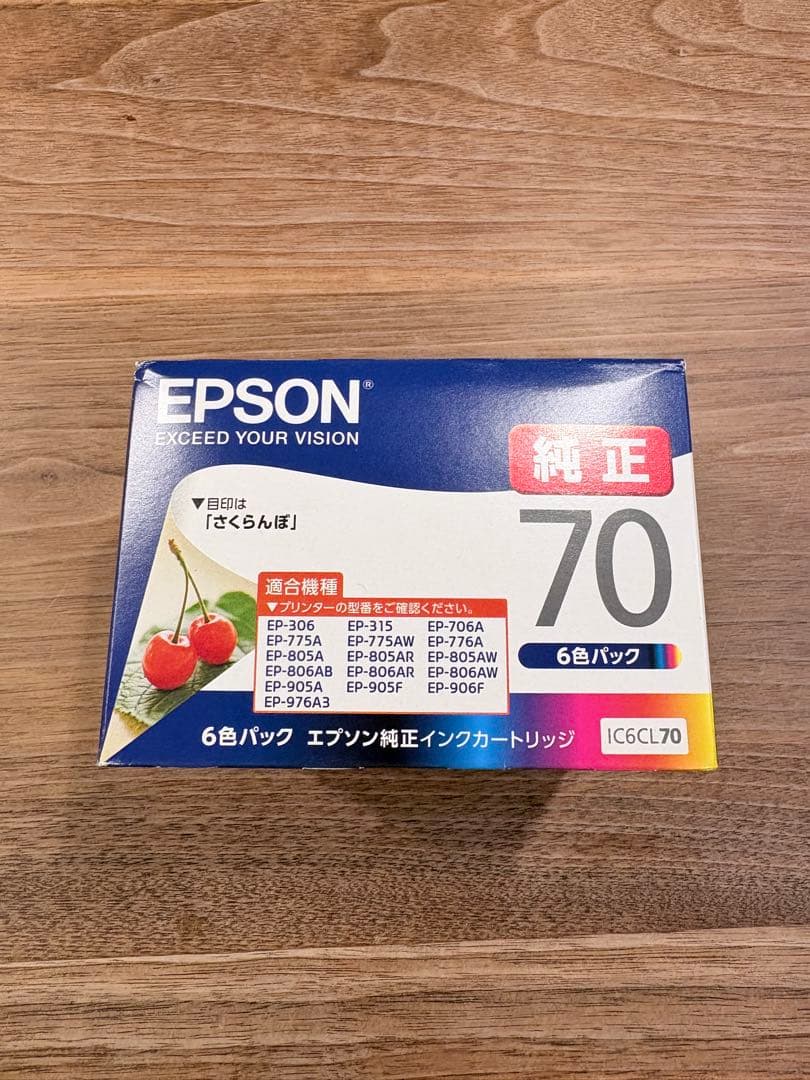 EPSON®
EXCEED YOUR VISION
純正
▼目印は
「さくらんぼ」
70
6色パック
適合機種
▼プリンターの型番をご確認ください。
EP-306 EP-315 EP-706A
EP-775A EP-775AW EP-776A
EP-805A EP-805AR EP-805AW
EP-806AB EP-806AR EP-806AW
EP-905A EP-905F EP-906F
EP-976A3
6色パック エプソン純正インクカートリッジ IC6CL70